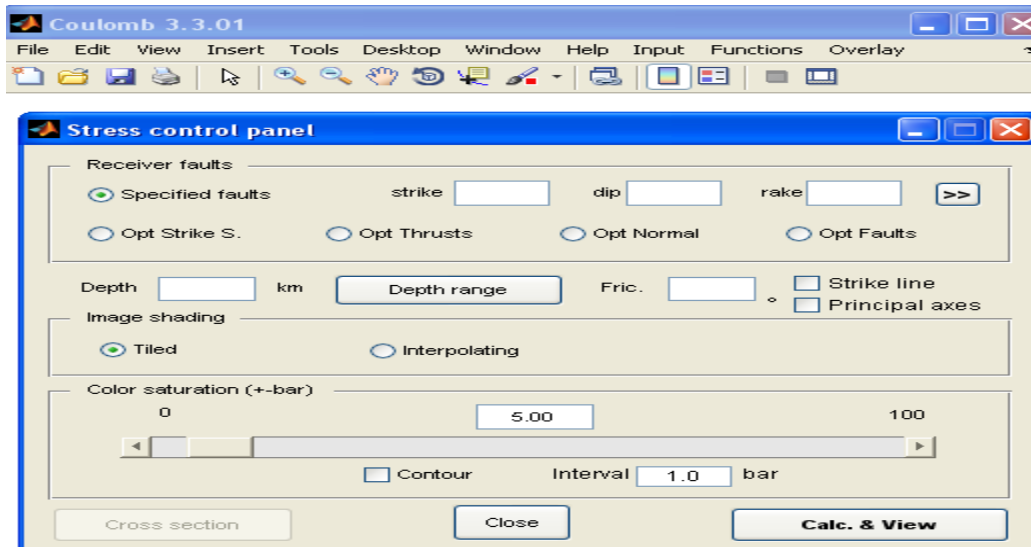 Coulomb 3.3.01
File Edit View Insert Tools Desktop Window Help Input Functions Overlay
Stress control panel
Receiver faults
Specified faults strike dip rake >>
Opt Strike S. Opt Thrusts Opt Normal Opt Faults
Depth km Depth range Fric. ° Strike line
Principal axes
Image shading
Tiled Interpolating
Color saturation (+-bar)
0 5.00 100
Contour Interval 1.0 bar
Cross section Close Calc. & View